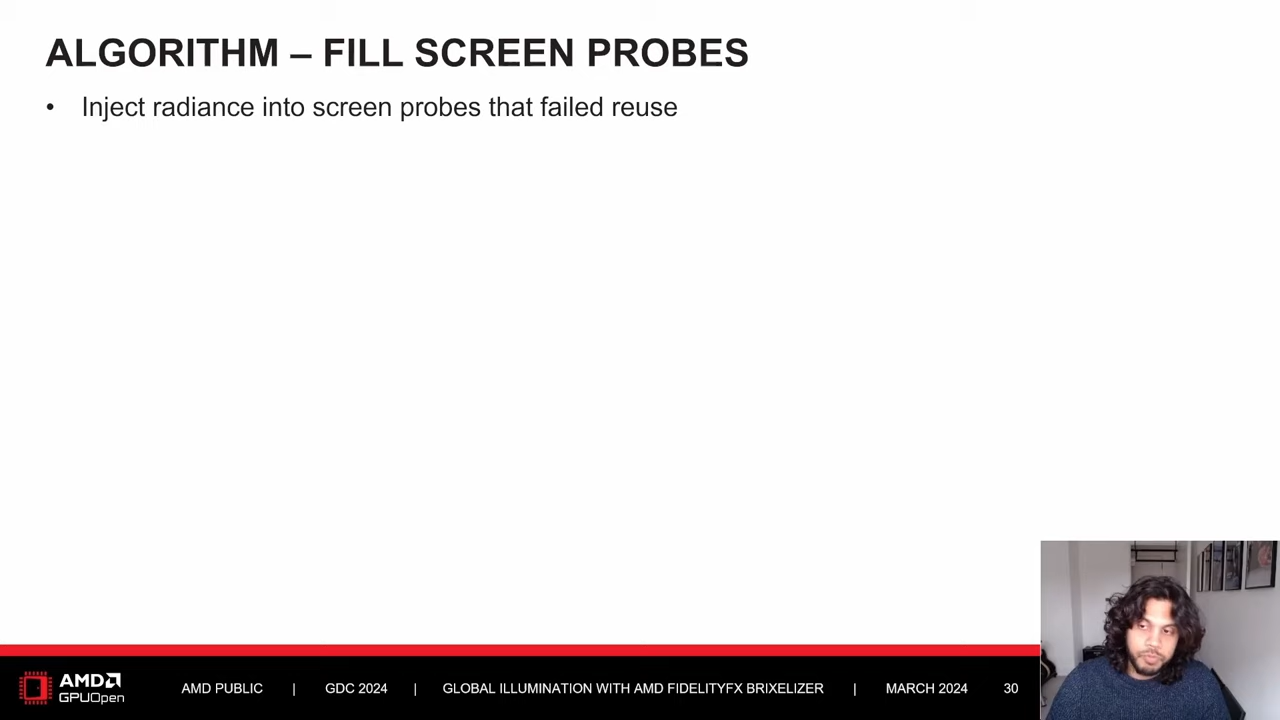 ALGORITHM – FILL SCREEN PROBES
• Inject radiance into screen probes that failed reuse
AMD GPUOpen
AMD PUBLIC | GDC 2024 | GLOBAL ILLUMINATION WITH AMD FIDELITYFX BRIXELIZER | MARCH 2024 30